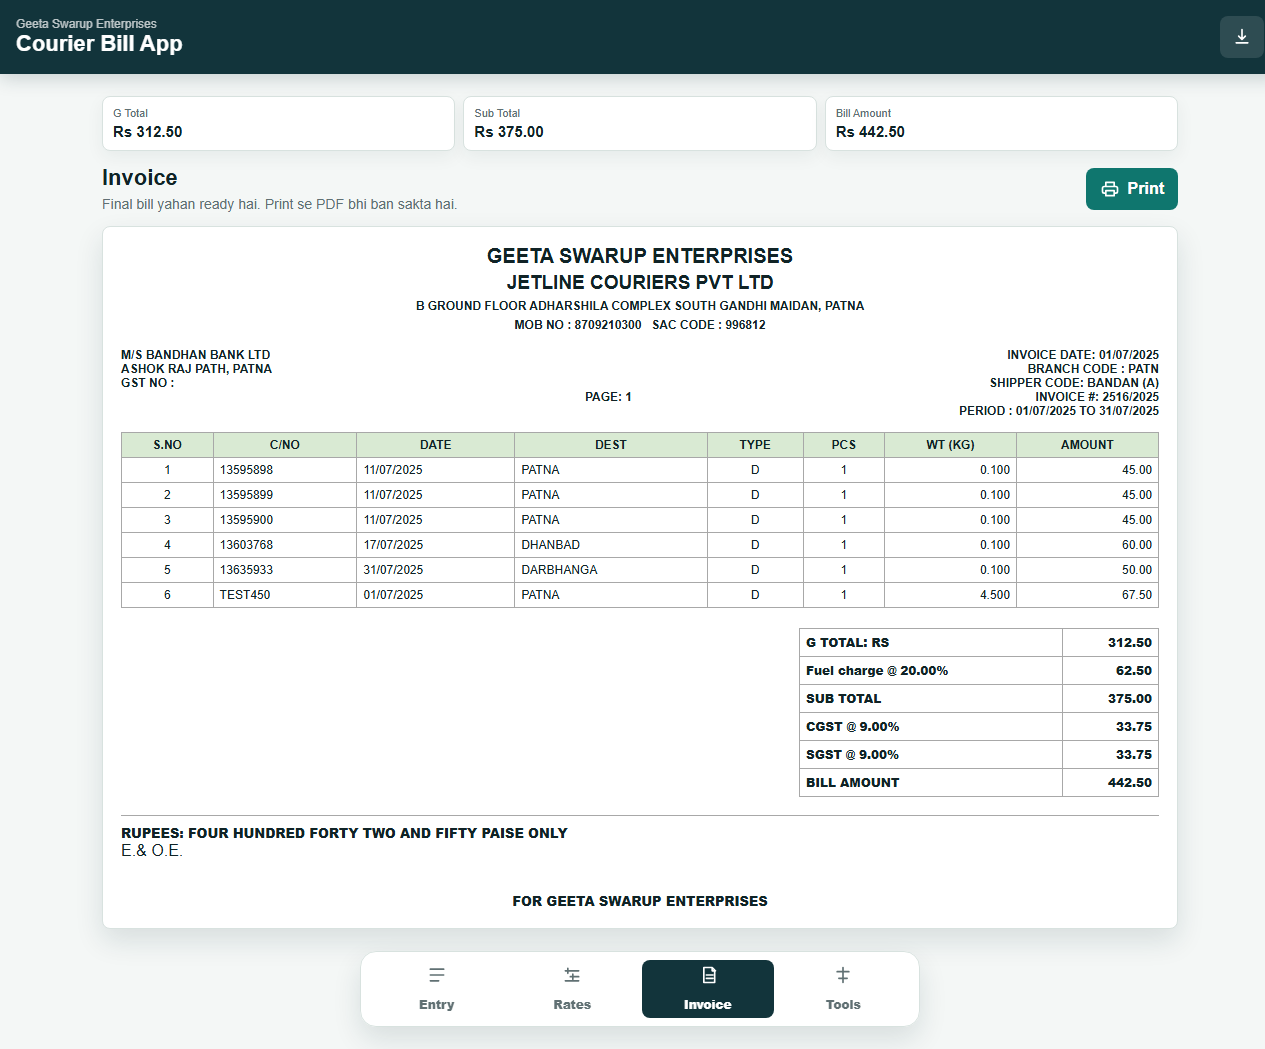 Geeta Swarup Enterprises
Courier Bill App
G Total
Rs 312.50
Sub Total
Rs 375.00
Bill Amount
Rs 442.50
Invoice
Final bill yahan ready hai. Print se PDF bhi ban sakta hai.
Print
GEETA SWARUP ENTERPRISES
JETLINE COURIERS PVT LTD
B GROUND FLOOR ADHARSHILA COMPLEX SOUTH GANDHI MAIDAN, PATNA
MOB NO : 8709210300 SAC CODE : 996812
M/S BANDHAN BANK LTD
ASHOK RAJ PATH, PATNA
GST NO :
PAGE: 1
INVOICE DATE: 01/07/2025
BRANCH CODE : PATN
SHIPPER CODE: BANDAN (A)
INVOICE #: 2516/2025
PERIOD : 01/07/2025 TO 31/07/2025
S.NO C/NO DATE DEST TYPE PCS WT (KG) AMOUNT
1 13595898 11/07/2025 PATNA D 1 0.100 45.00
2 13595899 11/07/2025 PATNA D 1 0.100 45.00
3 13595900 11/07/2025 PATNA D 1 0.100 45.00
4 13603768 17/07/2025 DHANBAD D 1 0.100 60.00
5 13635933 31/07/2025 DARBHANGA D 1 0.100 50.00
6 TEST450 01/07/2025 PATNA D 1 4.500 67.50
G TOTAL: RS 312.50
Fuel charge @ 20.00% 62.50
SUB TOTAL 375.00
CGST @ 9.00% 33.75
SGST @ 9.00% 33.75
BILL AMOUNT 442.50
RUPEES: FOUR HUNDRED FORTY TWO AND FIFTY PAISE ONLY
E.& O.E.
FOR GEETA SWARUP ENTERPRISES
Entry Rates Invoice Tools